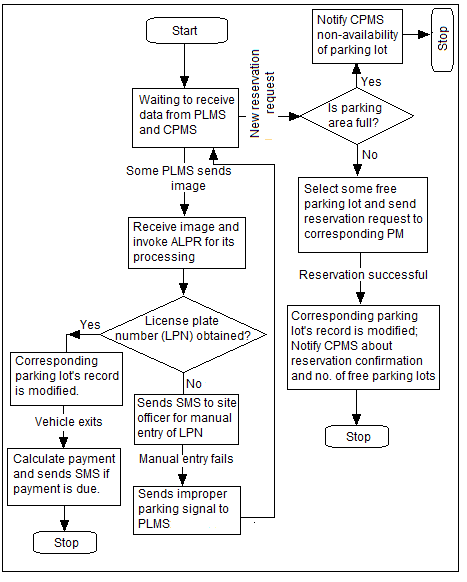 Start
Waiting to receive
data from PLMS
and CPMS
New reservation
request
Is parking
area full?
Yes
Notify CPMS
non-availability
of parking lot
Stop
No
Select some free
parking lot and send
reservation request to
corresponding PM
Reservation successful
Corresponding parking
lot's record is modified;
Notify CPMS about
reservation confirmation
and no. of free parking lots
Stop
Some PLMS sends
image
Receive image and
invoke ALPR for its
processing
License plate
number (LPN) obtained?
Yes
Corresponding
parking lot's record
is modified.
Vehicle exits
Calculate payment
and sends SMS if
payment is due.
Stop
No
Sends SMS to site
officer for manual
entry of LPN
Manual entry fails
Sends improper
parking signal to
PLMS